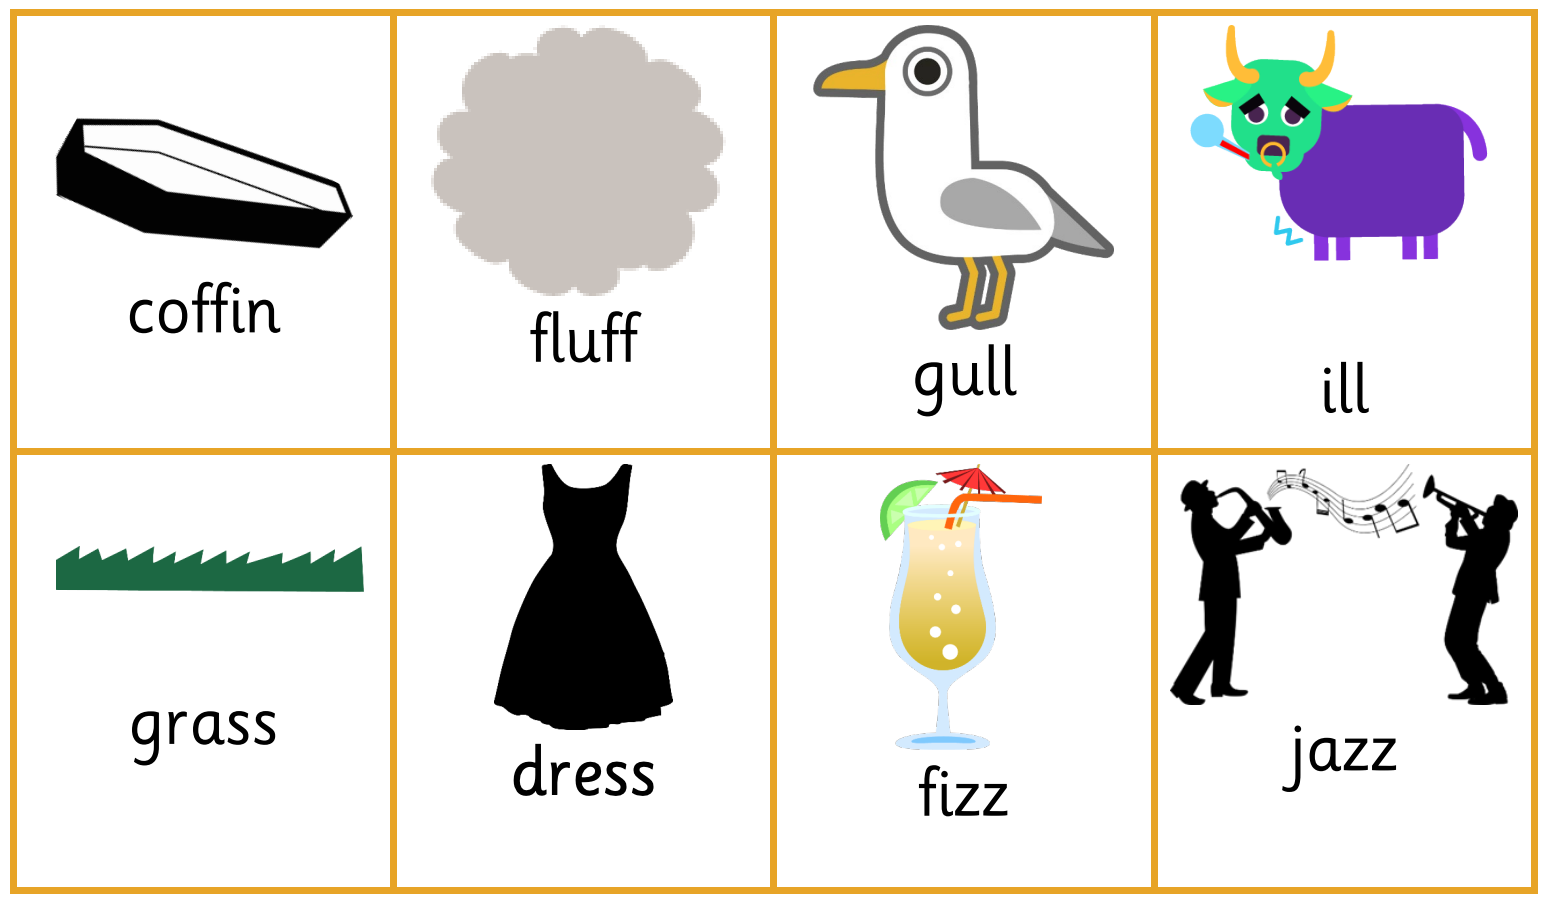 coffin
fluff
gull
ill
grass
dress
fizz
jazz